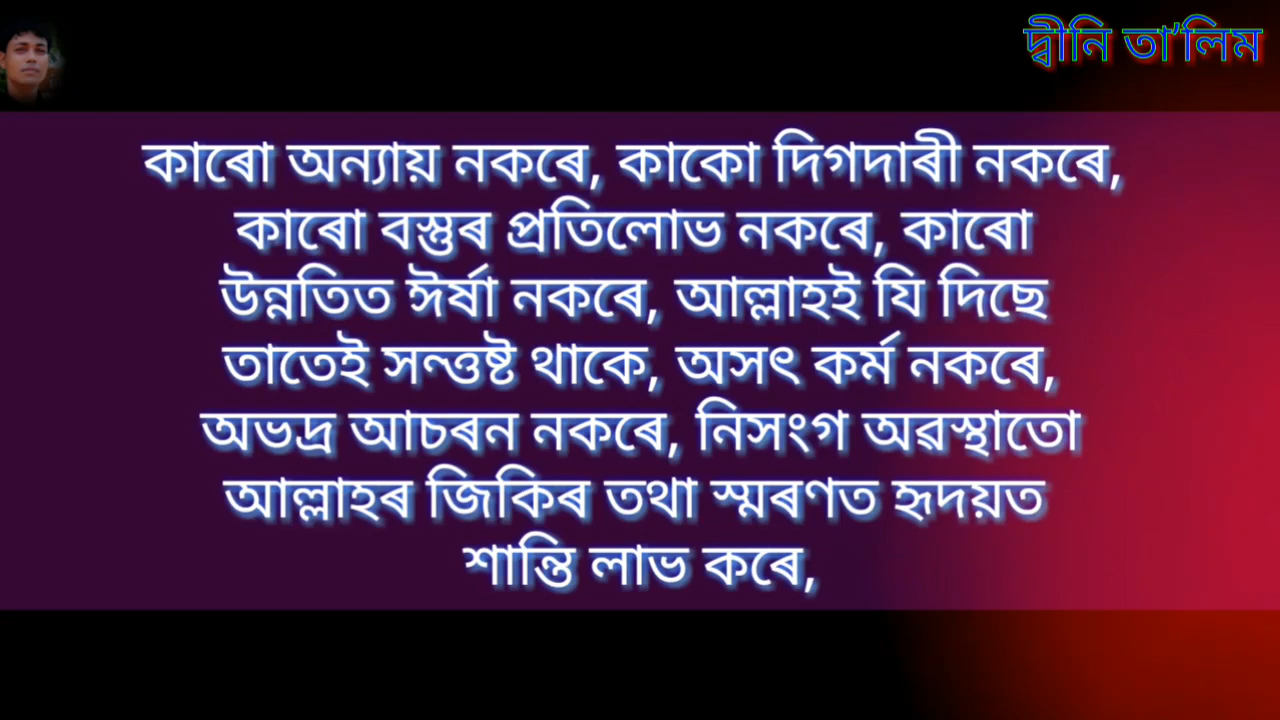 দ্বীনি তা'লিম
কাৰো অন্যায় নকৰে, কাকো দিগদাৰী নকৰে,
কাৰো বস্তুৰ প্ৰতিলোভ নকৰে, কাৰো
উন্নতিত ঈৰ্ষা নকৰে, আল্লাহই যি দিছে
তাতেই সন্তুষ্ট থাকে, অসৎ কৰ্ম নকৰে,
অভদ্ৰ আচৰন নকৰে, নিসংগ অৱস্থাতো
আল্লাহৰ জিকিৰ তথা স্মৰণত হৃদয়ত
শান্তি লাভ কৰে,